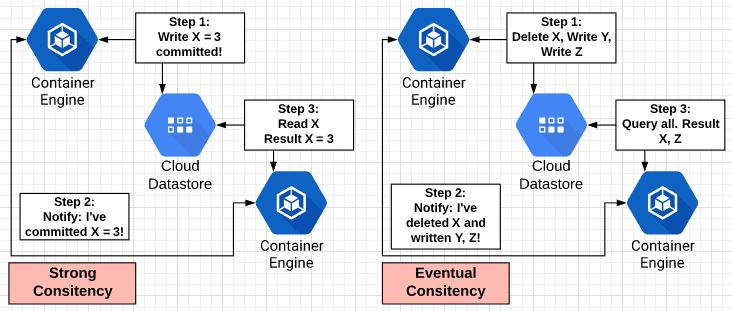 Step 1:
Write X = 3
committed!
Container
Engine
Step 3:
Read X
Result X = 3
Cloud
Datastore
Step 2:
Notify: I've
committed X = 3!
Container
Engine
Strong
Consitency
Step 1:
Delete X, Write Y,
Write Z
Container
Engine
Step 3:
Query all. Result
X, Z
Cloud
Datastore
Step 2:
Notify: I've
deleted X and
written Y, Z!
Container
Engine
Eventual
Consitency